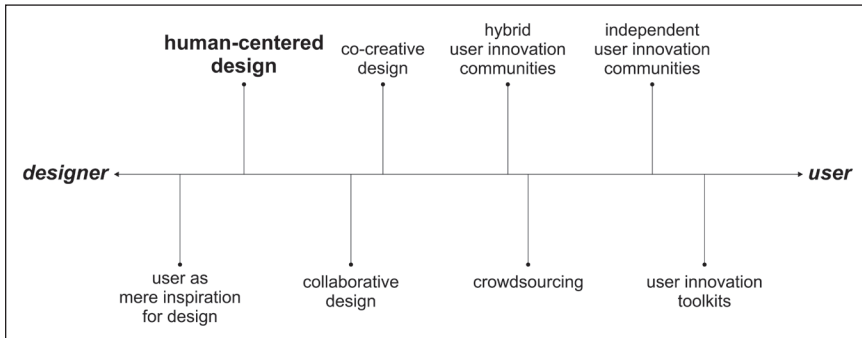 human-centered
design
co-creative
design
hybrid
user innovation
communities
independent
user innovation
communities
designer
user
user as
mere inspiration
for design
collaborative
design
crowdsourcing
user innovation
toolkits